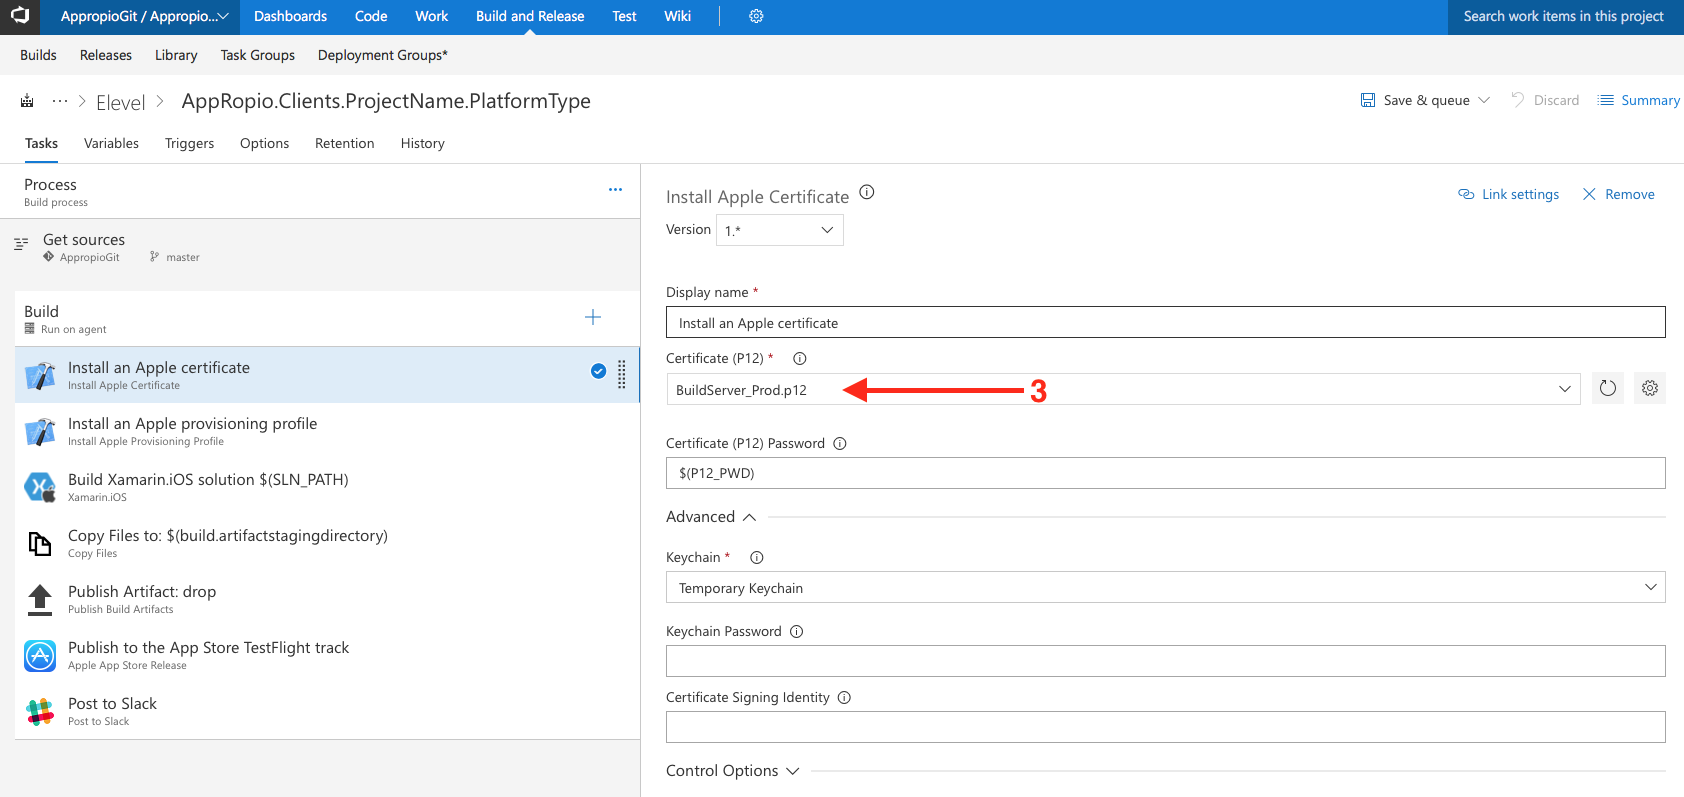 AppropioGit / Appropio...
Dashboards
Code
Work
Build and Release
Test
Wiki
Search work items in this project
Builds
Releases
Library
Task Groups
Deployment Groups*
... > Elevel > AppRopio.Clients.ProjectName.PlatformType
Save & queue
Discard
Summary
Tasks
Variables
Triggers
Options
Retention
History
Process
Build process
...
Get sources
AppropioGit
master
Build
Run on agent
Install an Apple certificate
Install Apple Certificate
Install an Apple provisioning profile
Install Apple Provisioning Profile
Build Xamarin.iOS solution $(SLN_PATH)
Xamarin.iOS
Copy Files to: $(build.artifactstagingdirectory)
Copy Files
Publish Artifact: drop
Publish Build Artifacts
Publish to the App Store TestFlight track
Apple App Store Release
Post to Slack
Post to Slack
Install Apple Certificate
Link settings
Remove
Version
1.*
Display name *
Install an Apple certificate
Certificate (P12) *
BuildServer_Prod.p12
3
Certificate (P12) Password
$(P12_PWD)
Advanced
Keychain *
Temporary Keychain
Keychain Password
Certificate Signing Identity
Control Options